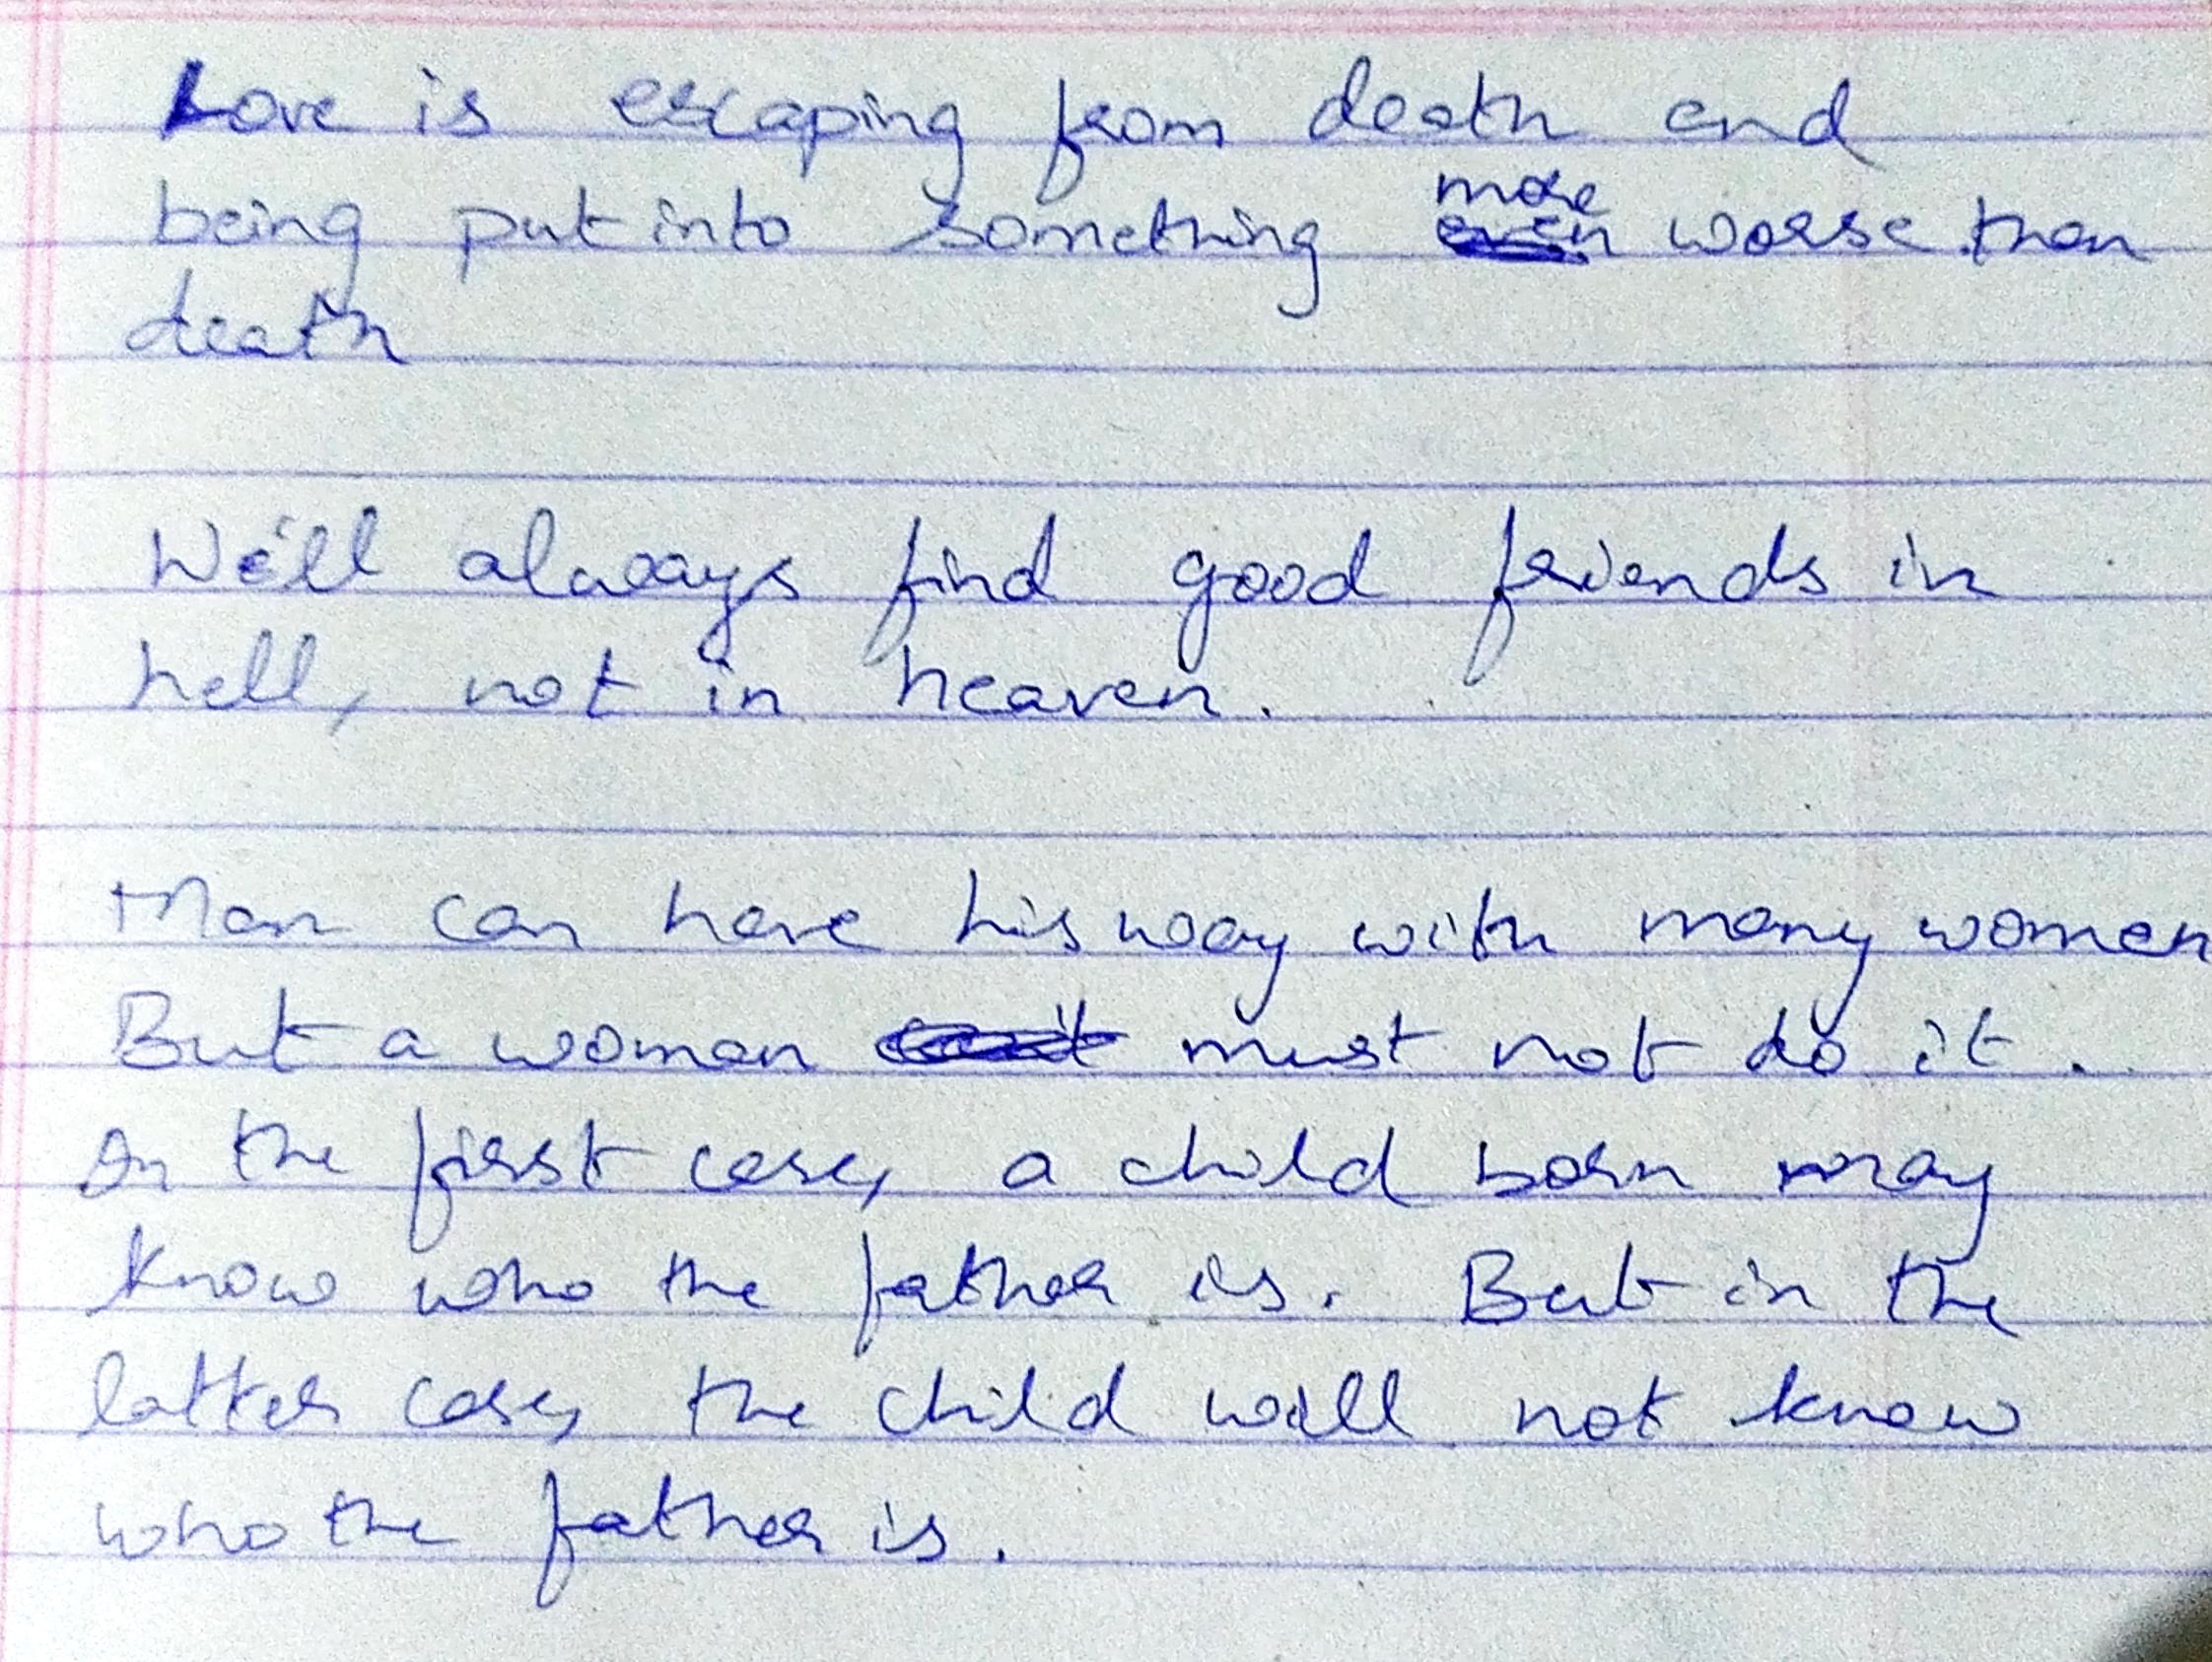 Love is escaping from death and
being put into something more worse than
death
We'll always find good friends in
hell, not in heaven.
Man can have his way with many women
But a woman must not do it.
In the first case, a child born may
know who the father is. But in the
latter case, the child will not know
who the father is.